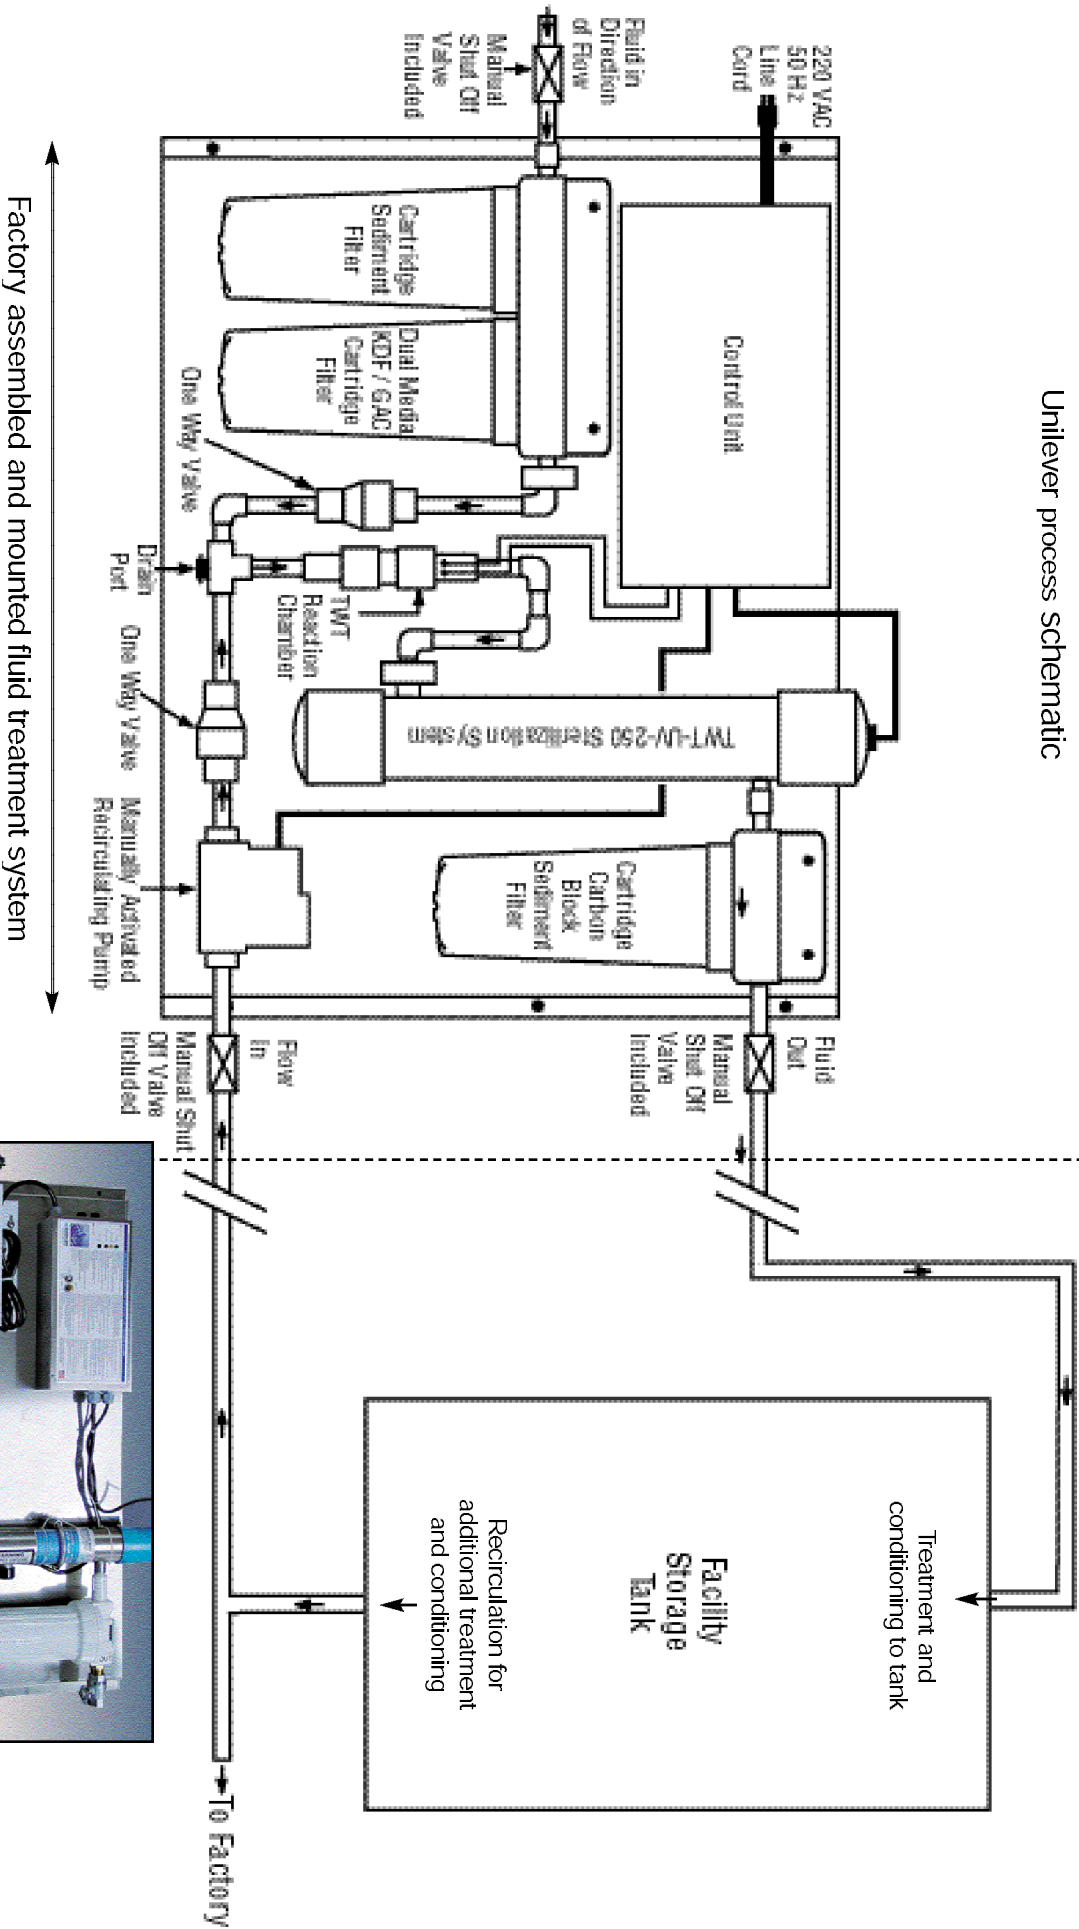 Unilever process schematic
220 VAC
50 Hz
Line
Cord
Fluid in
Direction
of Flow
Manual
Shut Off
Valve
Included
Control Unit
Cartridge
Sediment
Filter
Dual Media
KDF / GAC
Cartridge
Filter
One Way Valve
Drain
Port
TWT
Reaction
Chamber
One Way Valve
TWT-UV-250 Sterilization System
Manually Activated
Recirculating Pump
Cartridge
Carbon
Block
Sediment
Filter
Fluid
Out
Manual
Shut Off
Valve
Included
Flow
In
Manual Shut
Off Valve
Included
Treatment and
conditioning to tank
Facility
Storage
Tank
Recirculation for
additional treatment
and conditioning
To Factory
Factory assembled and mounted fluid treatment system